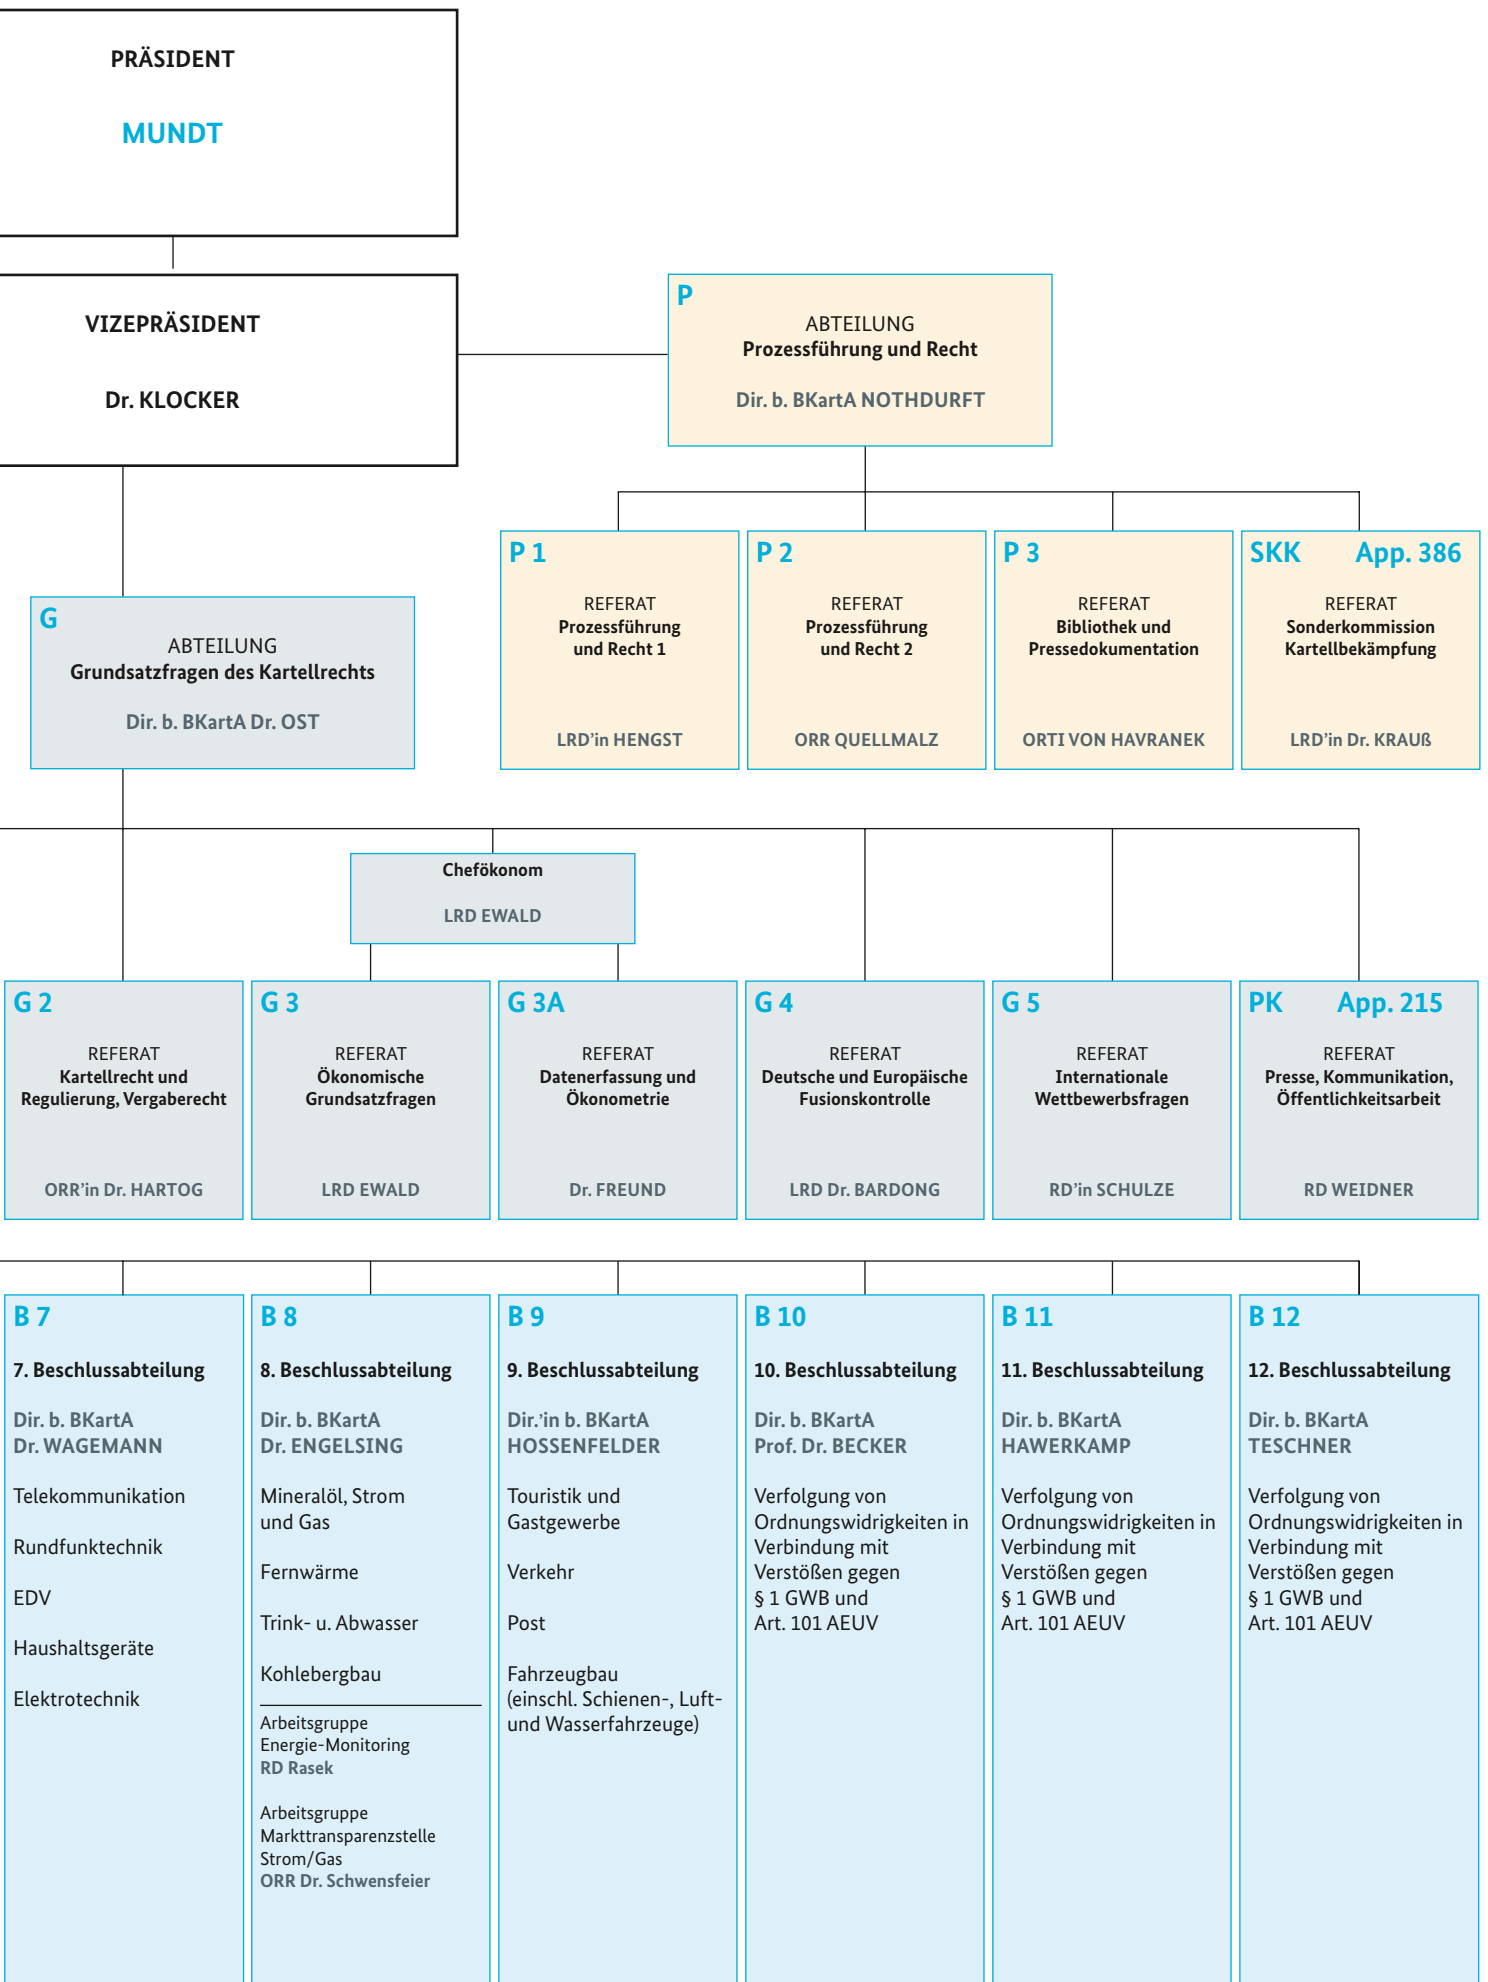 PRÄSIDENT
MUNDT
VIZEPRÄSIDENT
Dr. KLOCKER
P
ABTEILUNG
Prozessführung und Recht
Dir. b. BKartA NOTHDURFT
P 1
REFERAT
Prozessführung
und Recht 1
LRD’in HENGST
P 2
REFERAT
Prozessführung
und Recht 2
ORR QUELLMALZ
P 3
REFERAT
Bibliothek und
Pressedokumentation
ORTI VON HAVRANEK
SKK App. 386
REFERAT
Sonderkommission
Kartellbekämpfung
LRD’in Dr. KRAUß
G
ABTEILUNG
Grundsatzfragen des Kartellrechts
Dir. b. BKartA Dr. OST
Chefökonom
LRD EWALD
G 2
REFERAT
Kartellrecht und
Regulierung, Vergaberecht
ORR’in Dr. HARTOG
G 3
REFERAT
Ökonomische
Grundsatzfragen
LRD EWALD
G 3A
REFERAT
Datenerfassung und
Ökonometrie
Dr. FREUND
G 4
REFERAT
Deutsche und Europäische
Fusionskontrolle
LRD Dr. BARDONG
G 5
REFERAT
Internationale
Wettbewerbsfragen
RD’in SCHULZE
PK App. 215
REFERAT
Presse, Kommunikation,
Öffentlichkeitsarbeit
RD WEIDNER
B 7
7. Beschlussabteilung
Dir. b. BKartA
Dr. WAGEMANN
Telekommunikation
Rundfunktechnik
EDV
Haushaltsgeräte
Elektrotechnik
B 8
8. Beschlussabteilung
Dir. b. BKartA
Dr. ENGELSING
Mineralöl, Strom
und Gas
Fernwärme
Trink- u. Abwasser
Kohlebergbau
Arbeitsgruppe
Energie-Monitoring
RD Rasek
Arbeitsgruppe
Markttransparenzstelle
Strom/Gas
ORR Dr. Schwensfeier
B 9
9. Beschlussabteilung
Dir.’in b. BKartA
HOSSENFELDER
Touristik und
Gastgewerbe
Verkehr
Post
Fahrzeugbau
(einschl. Schienen-, Luft-
und Wasserfahrzeuge)
B 10
10. Beschlussabteilung
Dir. b. BKartA
Prof. Dr. BECKER
Verfolgung von
Ordnungswidrigkeiten in
Verbindung mit
Verstößen gegen
§ 1 GWB und
Art. 101 AEUV
B 11
11. Beschlussabteilung
Dir. b. BKartA
HAWERKAMP
Verfolgung von
Ordnungswidrigkeiten in
Verbindung mit
Verstößen gegen
§ 1 GWB und
Art. 101 AEUV
B 12
12. Beschlussabteilung
Dir. b. BKartA
TESCHNER
Verfolgung von
Ordnungswidrigkeiten in
Verbindung mit
Verstößen gegen
§ 1 GWB und
Art. 101 AEUV